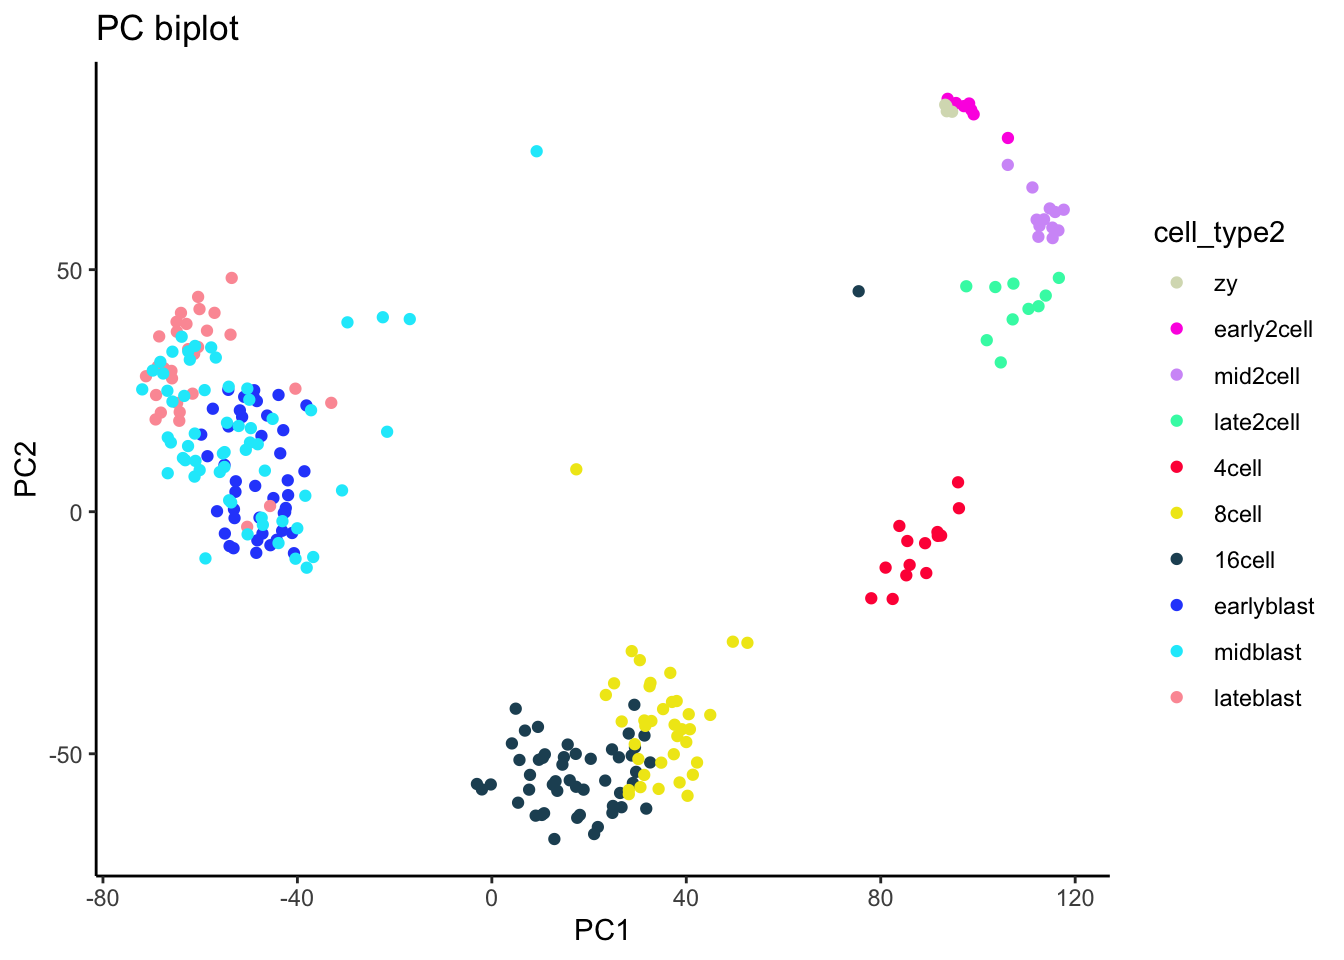 PC biplot
50
0
-50
PC2
-80
-40
0
40
80
120
PC1
cell_type2
zy
early2cell
mid2cell
late2cell
4cell
8cell
16cell
earlyblast
midblast
lateblast